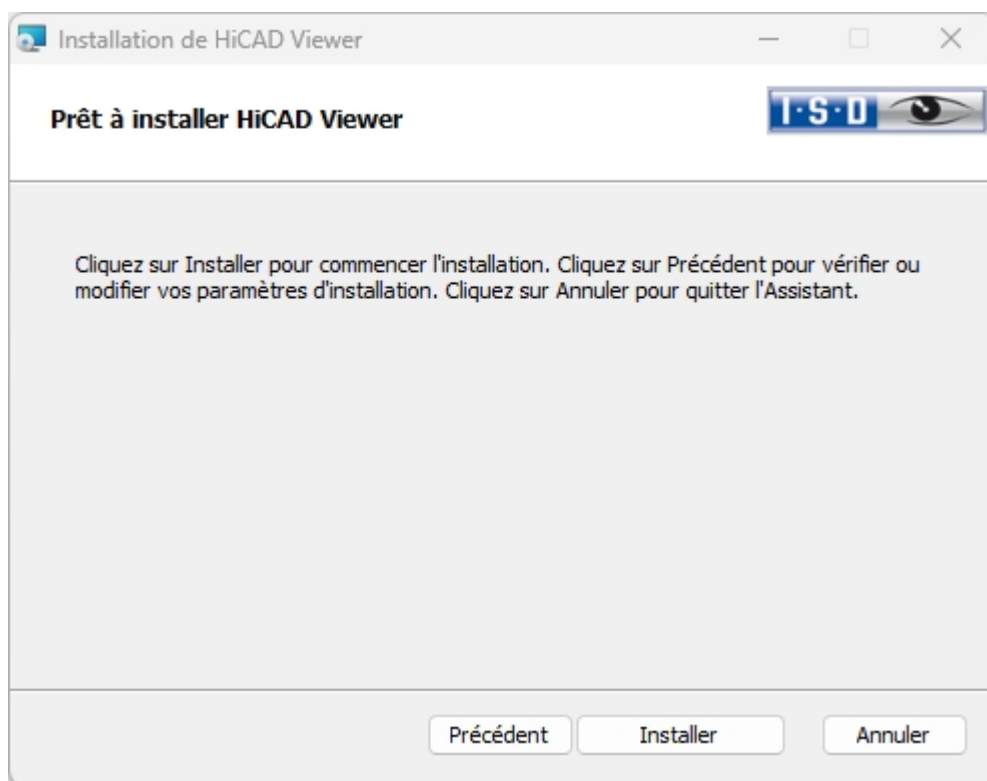 Installation de HiCAD Viewer
Prêt à installer HiCAD Viewer
I·S·D
Cliquez sur Installer pour commencer l'installation. Cliquez sur Précédent pour vérifier ou
modifier vos paramètres d'installation. Cliquez sur Annuler pour quitter l'Assistant.
Précédent
Installer
Annuler